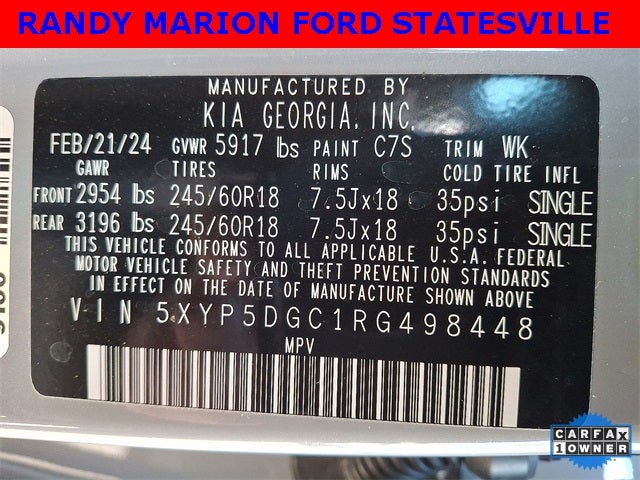 RANDY MARION FORD STATESVILLE
MANUFACTURED BY
KIA GEORGIA, INC.
FEB/21/24 GVWR 5917 lbs PAINT C7S TRIM WK
GAWR TIRES RIMS COLD TIRE INFL
FRONT 2954 lbs 245/60R18 7.5Jx18 35psi SINGLE
REAR 3196 lbs 245/60R18 7.5Jx18 35psi SINGLE
THIS VEHICLE CONFORMS TO ALL APPLICABLE U.S.A. FEDERAL
MOTOR VEHICLE SAFETY AND THEFT PREVENTION STANDARDS
IN EFFECT ON THE DATE OF MANUFACTURE SHOWN ABOVE
VIN 5XYP5DGC1RG498448
MPV
CARFAX
1 OWNER